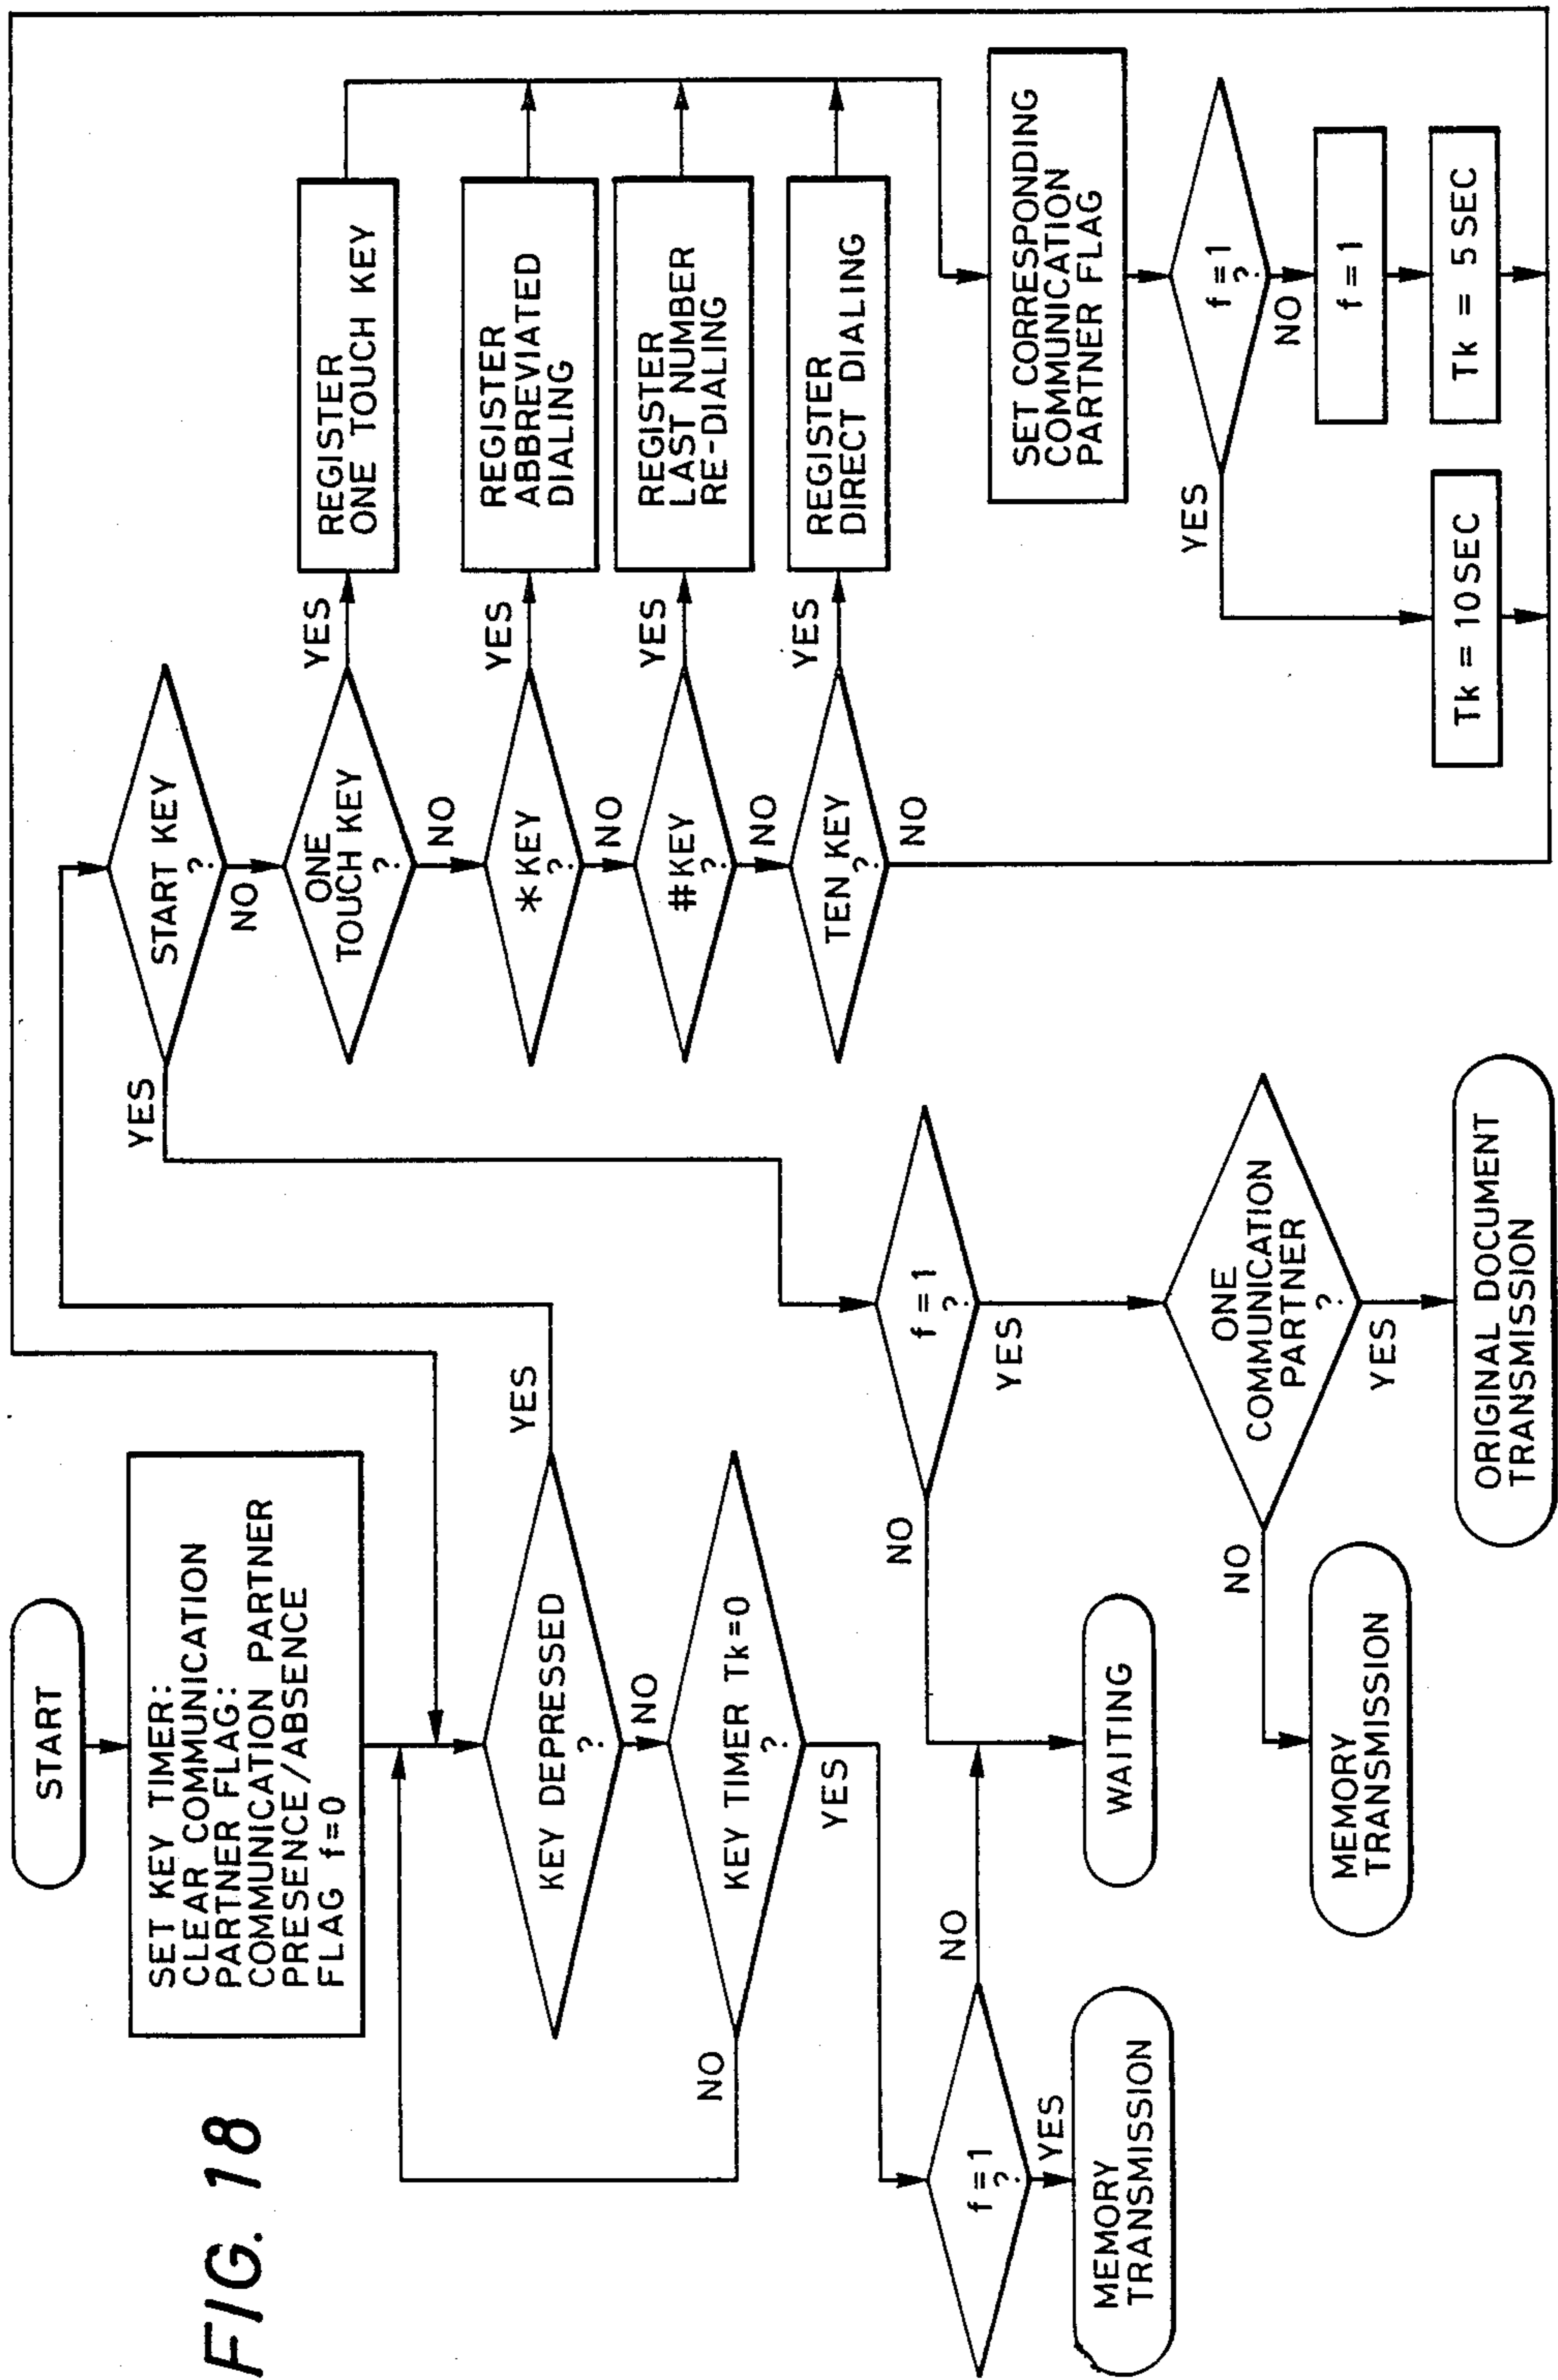 FIG. 18
START
SET KEY TIMER:
CLEAR COMMUNICATION
PARTNER FLAG:
COMMUNICATION PARTNER
PRESENCE/ABSENCE
FLAG f=0
KEY DEPRESSED
?
YES
NO
KEY TIMER Tk=0
?
NO
YES
f=1
?
NO
YES
MEMORY
TRANSMISSION
WAITING
START KEY
?
YES
NO
f=1
?
NO
YES
ONE
COMMUNICATION
PARTNER
?
NO
YES
MEMORY
TRANSMISSION
ORIGINAL DOCUMENT
TRANSMISSION
ONE
TOUCH KEY
?
YES
NO
REGISTER
ONE TOUCH KEY
*KEY
?
YES
NO
REGISTER
ABBREVIATED
DIALING
#KEY
?
YES
NO
REGISTER
LAST NUMBER
RE-DIALING
TEN KEY
?
YES
NO
REGISTER
DIRECT DIALING
SET CORRESPONDING
COMMUNICATION
PARTNER FLAG
f=1
?
YES
NO
f=1
Tk = 10SEC
Tk = 5SEC